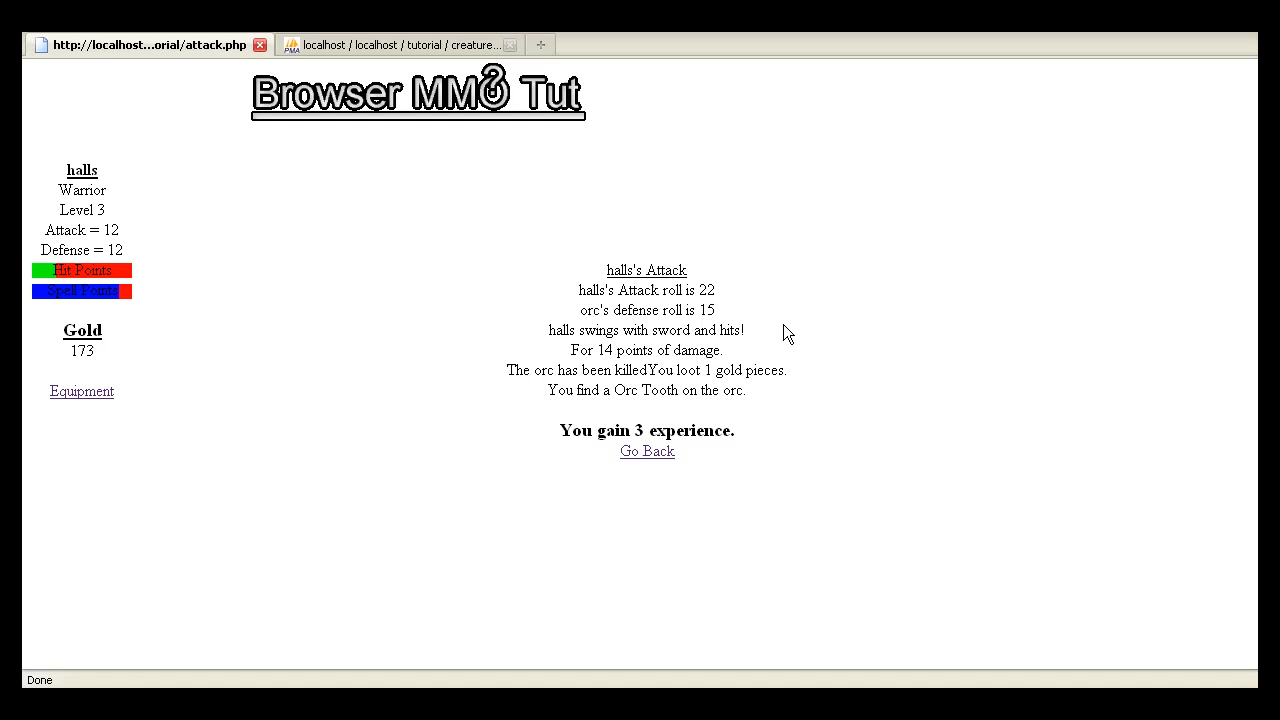 http://localhost...orial/attack.php
localhost / localhost / tutorial / creature...
PMA
Browser MMO Tut
halls
Warrior
Level 3
Attack = 12
Defense = 12
Hit Points
Spell Points
Gold
173
Equipment
halls's Attack
halls's Attack roll is 22
orc's defense roll is 15
halls swings with sword and hits!
For 14 points of damage.
The orc has been killedYou loot 1 gold pieces.
You find a Orc Tooth on the orc.
You gain 3 experience.
Go Back
Done